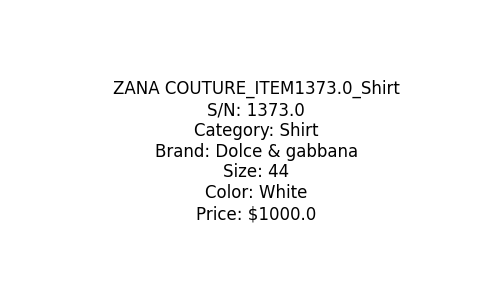 ZANA COUTURE_ITEM1373.0_Shirt
S/N: 1373.0
Category: Shirt
Brand: Dolce & gabbana
Size: 44
Color: White
Price: $1000.0